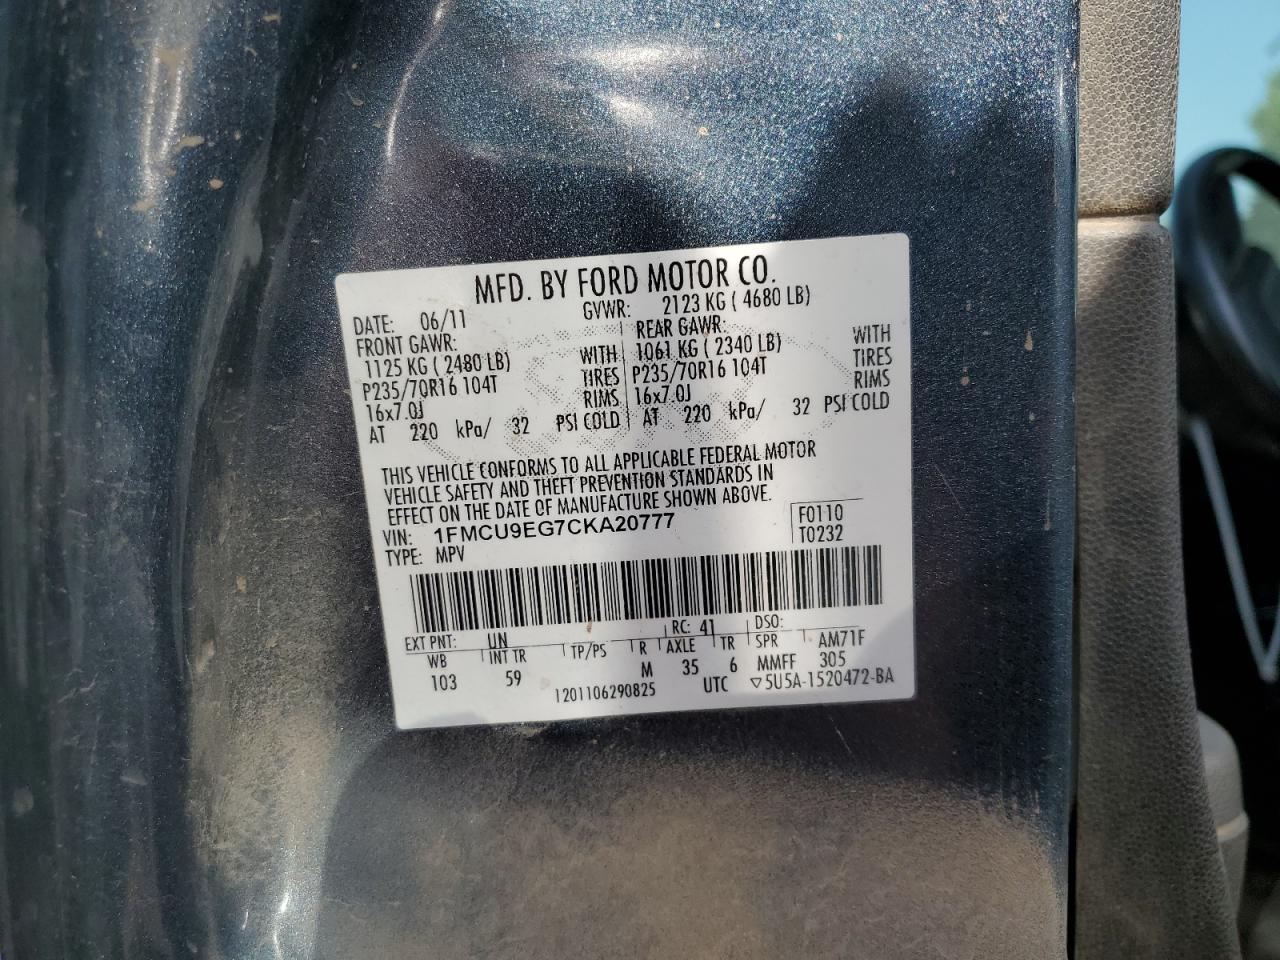 MFD. BY FORD MOTOR CO.
DATE: 06/11 GVWR: 2123 KG ( 4680 LB)
FRONT GAWR: REAR GAWR:
1125 KG ( 2480 LB) WITH 1061 KG ( 2340 LB) WITH
P235/70R16 104T TIRES P235/70R16 104T TIRES
16x7.0J RIMS 16x7.0J RIMS
AT 220 kPa/ 32 PSI COLD AT 220 kPa/ 32 PSI COLD
THIS VEHICLE CONFORMS TO ALL APPLICABLE FEDERAL MOTOR
VEHICLE SAFETY AND THEFT PREVENTION STANDARDS IN
EFFECT ON THE DATE OF MANUFACTURE SHOWN ABOVE.
VIN: 1FMCU9EG7CKA20777 F0110
TYPE: MPV T0232
EXT PNT: UN RC: 41 DSO:
WB INT TR TP/PS R AXLE TR SPR AM71F
103 59 M 35 6 MMFF 305
1201106290825 UTC ▽5U5A-1520472-BA